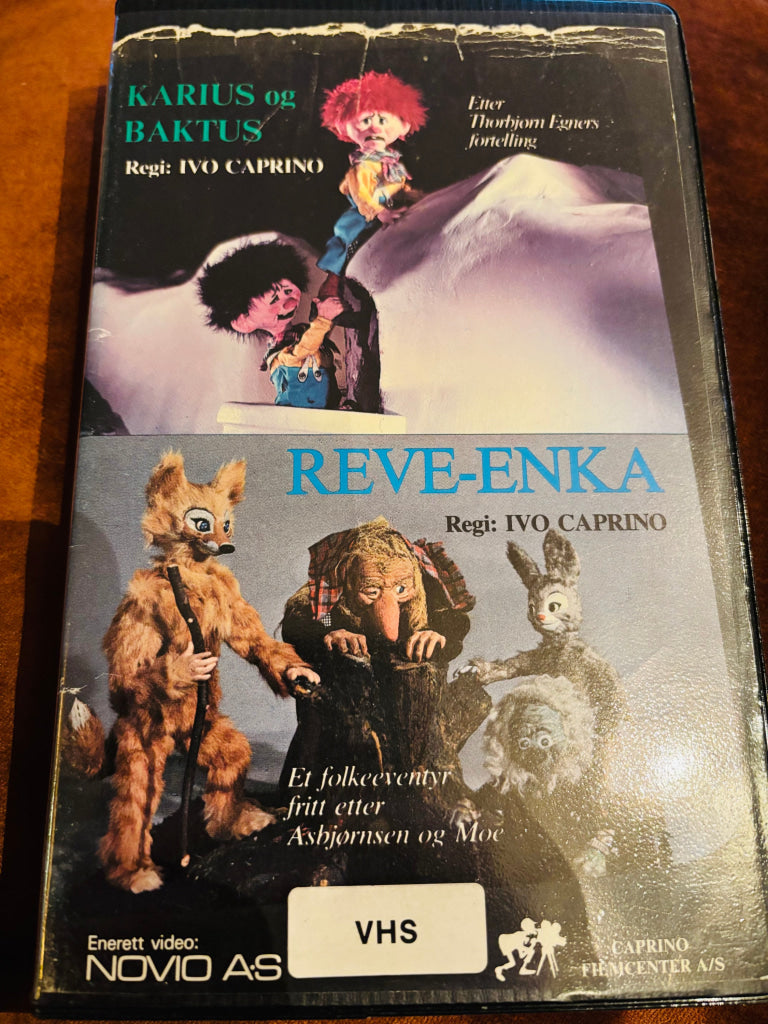 KARIUS og
BAKTUS
Regi: IVO CAPRINO
Etter
Thorbjørn Egners
fortelling
REVE-ENKA
Regi: IVO CAPRINO
Et folkeeventyr
fritt etter
Asbjørnsen og Moe
Enerett video:
NOVIO A·S
VHS
CAPRINO
FILMCENTER A/S